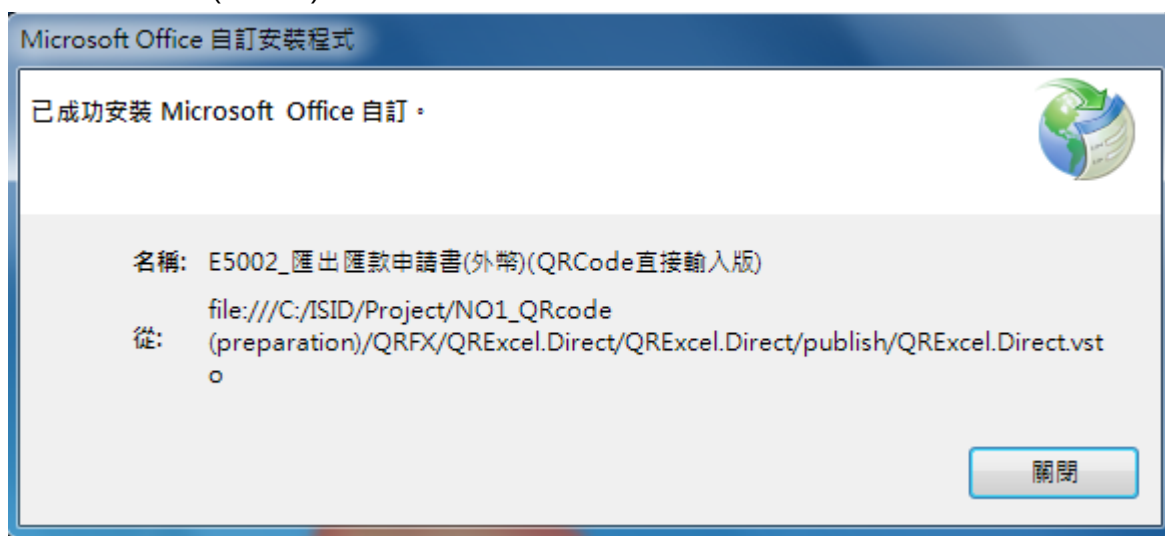 Microsoft Office 自訂安裝程式
已成功安裝 Microsoft Office 自訂。
名稱: E5002_匯出匯款申請書(外幣)(QRCode直接輸入版)
從: file:///C:/ISID/Project/NO1_QRcode
(preparation)/QRFX/QRExcel.Direct/QRExcel.Direct/publish/QRExcel.Direct.vst
o
關閉